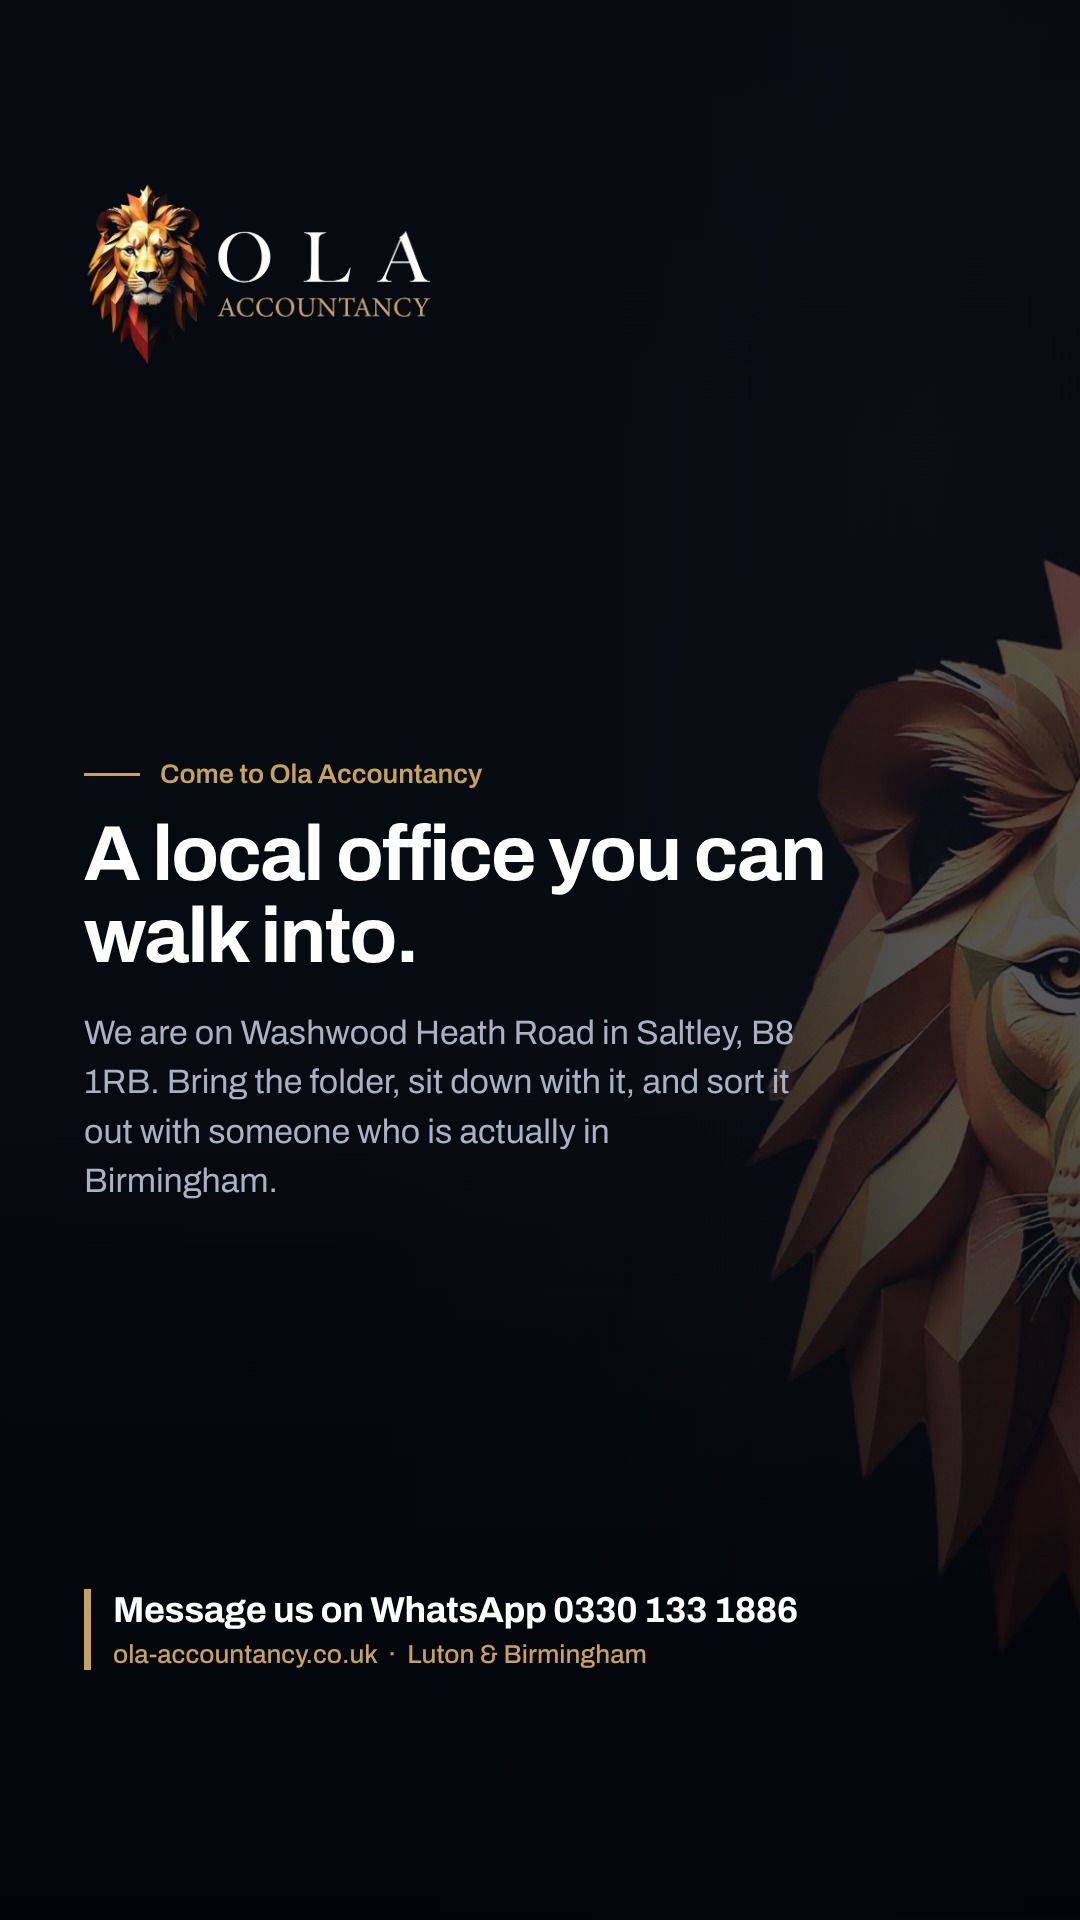 OLA
ACCOUNTANCY
Come to Ola Accountancy
A local office you can
walk into.
We are on Washwood Heath Road in Saltley, B8
1RB. Bring the folder, sit down with it, and sort it
out with someone who is actually in
Birmingham.
Message us on WhatsApp 0330 133 1886
ola-accountancy.co.uk · Luton & Birmingham